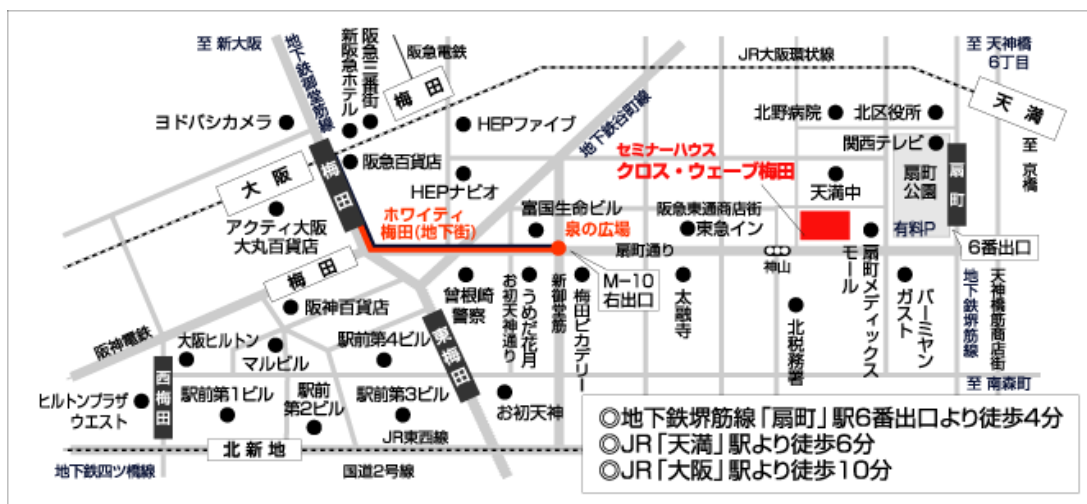 至 新大阪
地下鉄御堂筋線
新阪急ホテル
阪急三番街
阪急電鉄
梅田
JR大阪環状線
至 天神橋
6丁目
天満
至 京橋
ヨドバシカメラ
HEPファイブ
地下鉄谷町線
北野病院
北区役所
関西テレビ
梅田
阪急百貨店
大阪
HEPナビオ
セミナーハウス
クロス・ウェーブ梅田
天満中
扇町
公園
扇町
アクティ大阪
大丸百貨店
ホワイティ
梅田(地下街)
富国生命ビル
泉の広場
阪急東通商店街
東急イン
有料P
扇町通り
神山
6番出口
梅田
阪神百貨店
曾根崎
警察
うめだ花月
お初天神通り
新御堂筋
M-10
右出口
梅田ピカデリー
太融寺
北税務署
扇町メディックス
モール
バーミヤン
ガスト
地下鉄堺筋線
天神橋筋商店街
阪神電鉄
大阪ヒルトン
マルビル
駅前第4ビル
東梅田
西梅田
至 南森町
ヒルトンプラザ
ウエスト
駅前第1ビル
駅前
第2ビル
駅前第3ビル
お初天神
JR東西線
北新地
地下鉄四ツ橋線
国道2号線
◎地下鉄堺筋線「扇町」駅6番出口より徒歩4分
◎JR「天満」駅より徒歩6分
◎JR「大阪」駅より徒歩10分